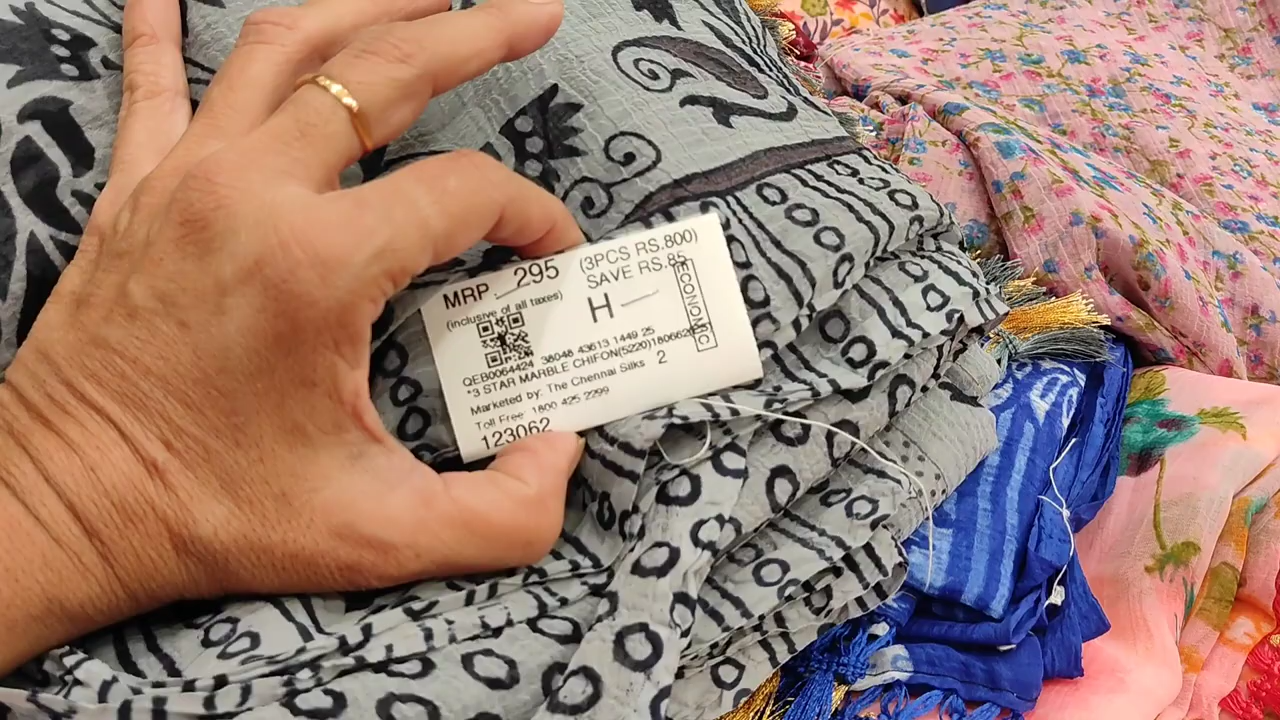 MRP 295 (3PCS RS.800)
(inclusive of all taxes) SAVE RS.85
H
ECONOMIC
38048 43613 1449 25
QEB0064424
*3 STAR MARBLE CHIFON(5220)180662
2
Marketed by: The Chennai Silks
Toll Free 1800 425 2299
123062